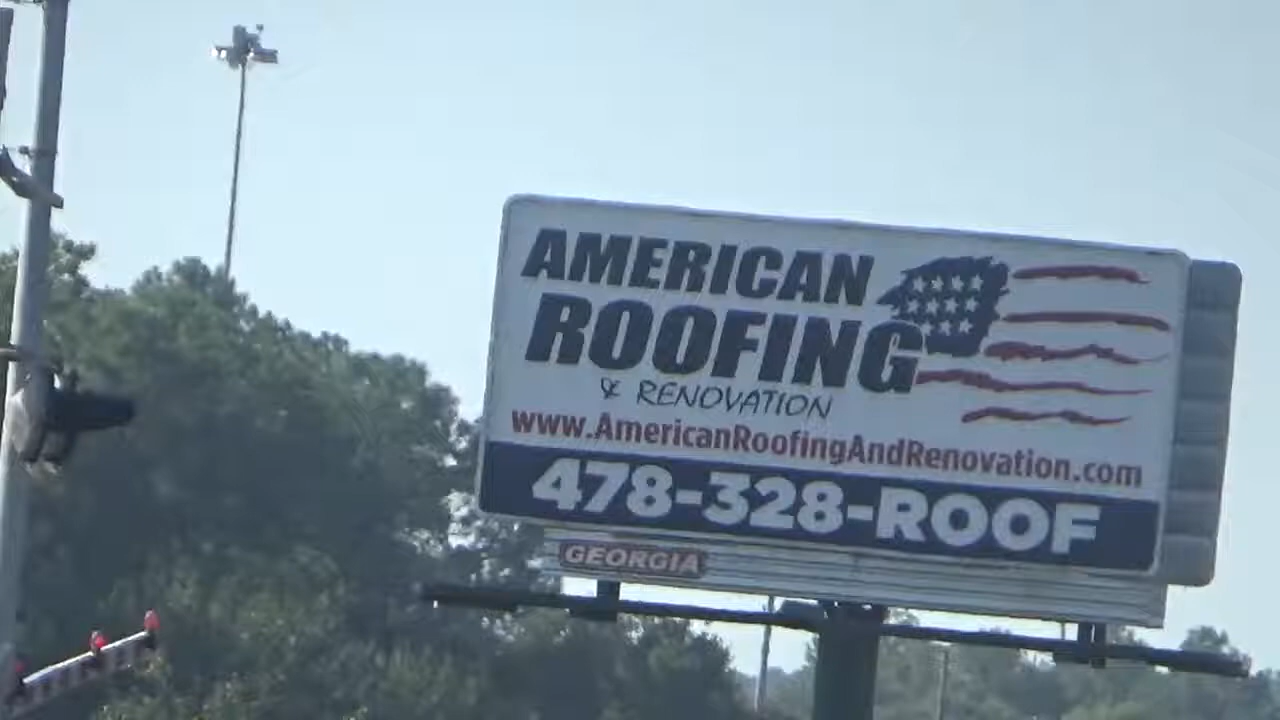 AMERICAN
ROOFING
& RENOVATION
www.AmericanRoofingAndRenovation.com
478-328-ROOF
GEORGIA